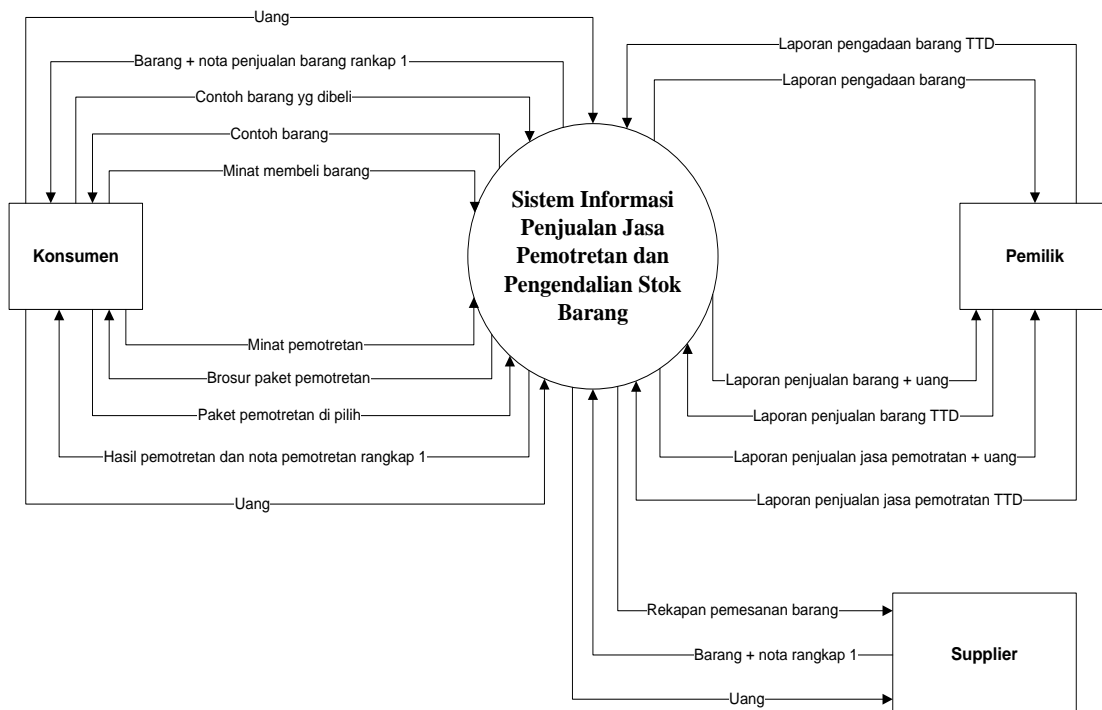 Uang
Laporan pengadaan barang TTD
Barang + nota penjualan barang rankap 1
Laporan pengadaan barang
Contoh barang yg dibeli
Contoh barang
Minat membeli barang
Konsumen
Sistem Informasi
Penjualan Jasa
Pemotretan dan
Pengendalian Stok
Barang
Pemilik
Minat pemotretan
Brosur paket pemotretan
Laporan penjualan barang + uang
Paket pemotretan di pilih
Laporan penjualan barang TTD
Hasil pemotretan dan nota pemotretan rangkap 1
Laporan penjualan jasa pemotratan + uang
Uang
Laporan penjualan jasa pemotratan TTD
Rekapan pemesanan barang
Barang + nota rangkap 1
Supplier
Uang